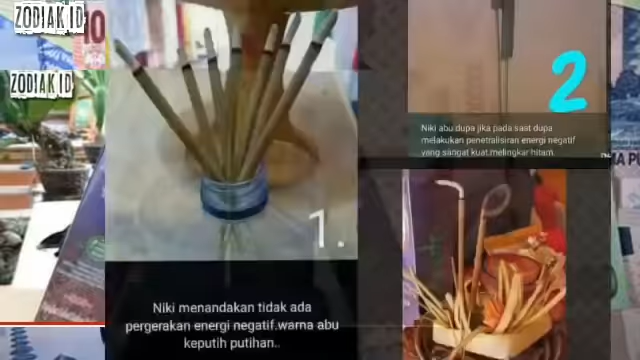 ZODIAK ID
10
ZODIAK ID
1.
Niki menandakan tidak ada
pergerakan energi negatif.warna abu
keputih putihan..
2
Niki abu dupa jika pada saat dupa
melakukan penetralisiran energi negatif
yang sangat kuat.melingkar hitam.